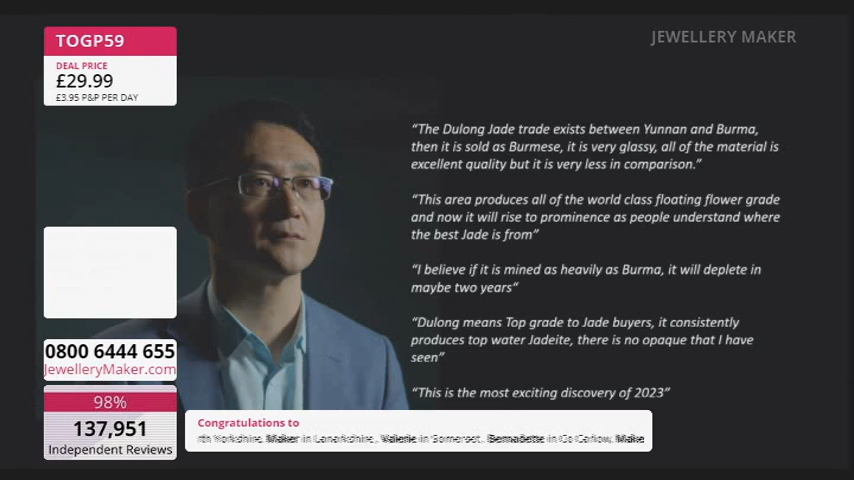 TOGP59
DEAL PRICE
£29.99
£3.95 P&P PER DAY
JEWELLERY MAKER
“The Dulong Jade trade exists between Yunnan and Burma,
then it is sold as Burmese, it is very glassy, all of the material is
excellent quality but it is very less in comparison.”
“This area produces all of the world class floating flower grade
and now it will rise to prominence as people understand where
the best Jade is from”
“I believe if it is mined as heavily as Burma, it will deplete in
maybe two years“
“Dulong means Top grade to Jade buyers, it consistently
produces top water Jadeite, there is no opaque that I have
seen”
“This is the most exciting discovery of 2023”
0800 6444 655
JewelleryMaker.com
98%
137,951
Independent Reviews
Congratulations to
rth Yorkshire, Maker in Lanarkshire, Valerie in Somerset, Bernadette in Co Carlow, Make